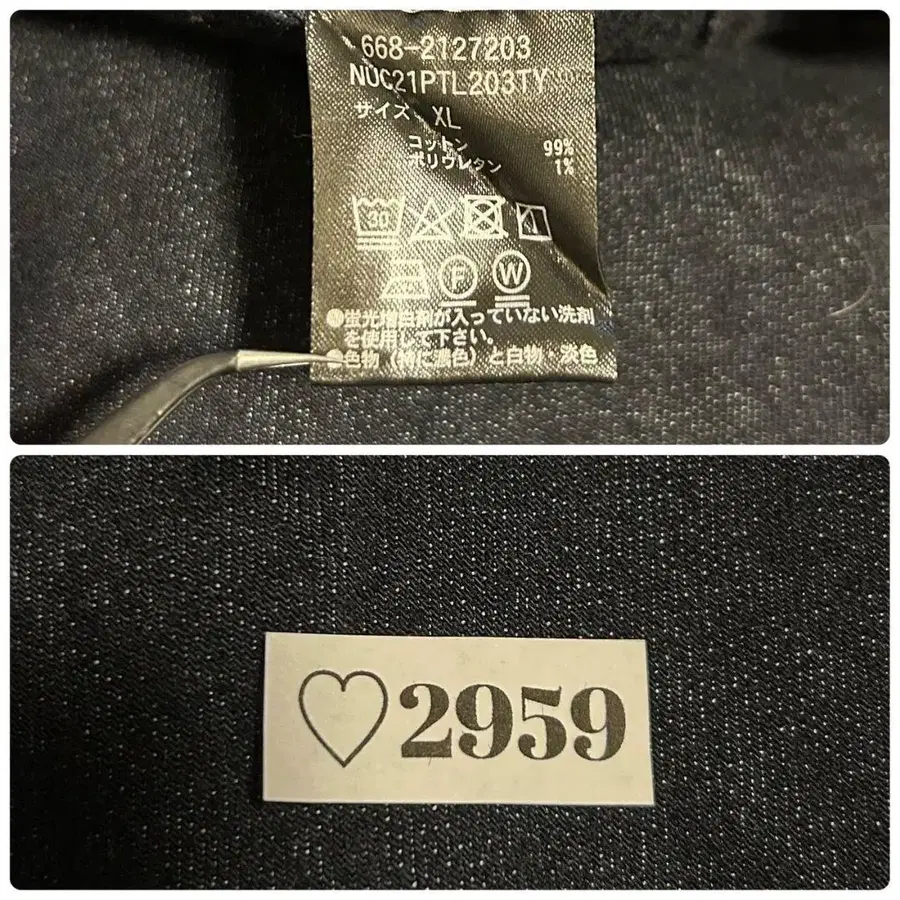 668-2127203
NUC21PTL203TY
サイズ XL
コットン 99%
ポリウレタン 1%
30
F W
●蛍光増白剤が入っていない洗剤
を使用して下さい。
●色物(特に濃色)と白物・淡色
♡2959